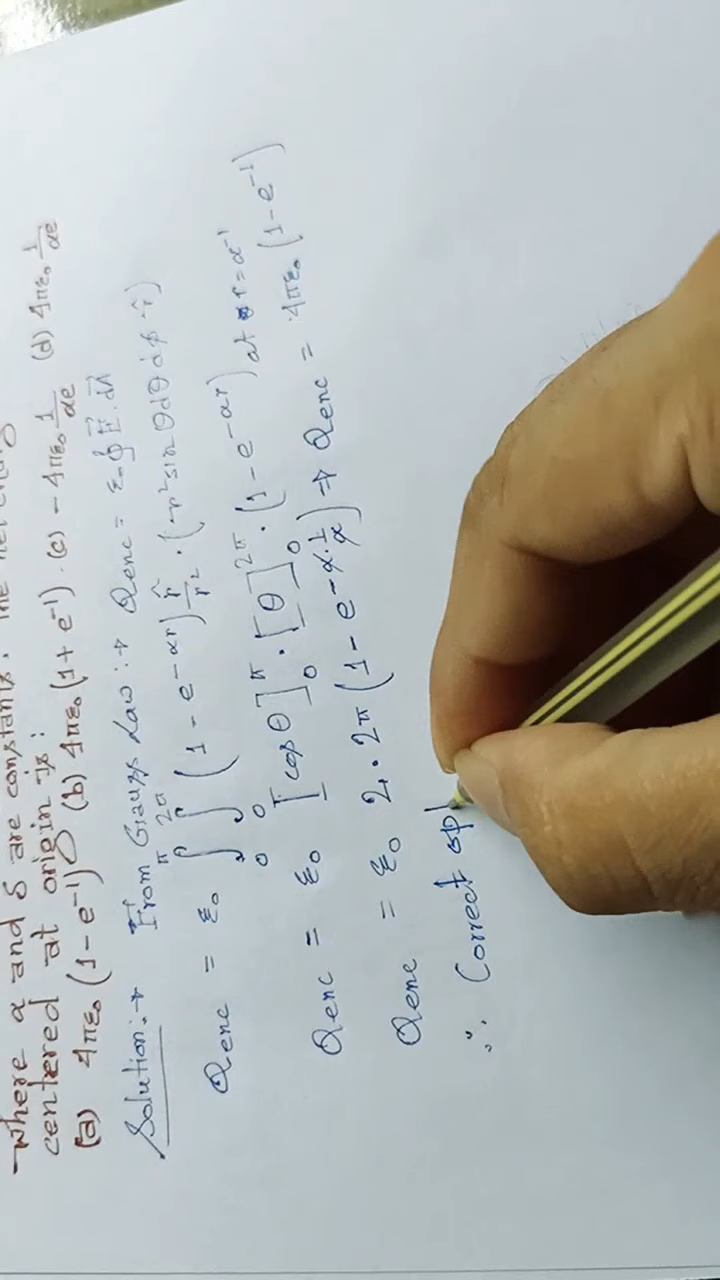 where α and δ are constants. The net charge
centered at origin is:
(a) 4πε₀(1 - e⁻¹) (b) 4πε₀(1 + e⁻¹) (c) - 4πε₀ 1/αe (d) 4πε₀ 1/αe
Solution:→ From Gauss Law:→ Qenc = ε₀∮E⃗.dA⃗
Qenc = ε₀ ∫₀^π ∫₀^2π (1 - e^-αr) r̂/r² . (r² sinθ dθ dϕ r̂)
Qenc = ε₀ [cosθ]₀^π . [θ]₀^2π . (1 - e^-αr) at r = α⁻¹
Qenc = ε₀ 2 . 2π (1 - e^-α.1/α) ⇒ Qenc = 4πε₀ (1 - e⁻¹)
∴ Correct op